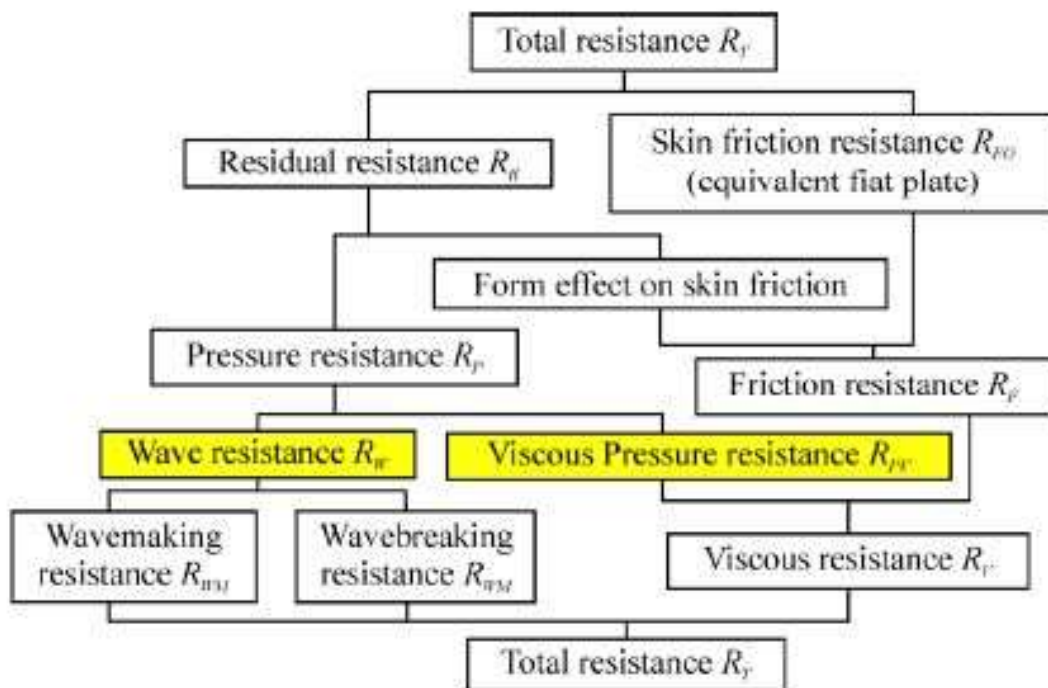 Total resistance R_T
Residual resistance R_R
Skin friction resistance R_FO
(equivalent fiat plate)
Form effect on skin friction
Pressure resistance R_P
Friction resistance R_F
Wave resistance R_W
Viscous Pressure resistance R_PV
Wavemaking
resistance R_WM
Wavebreaking
resistance R_WM
Viscous resistance R_V
Total resistance R_T